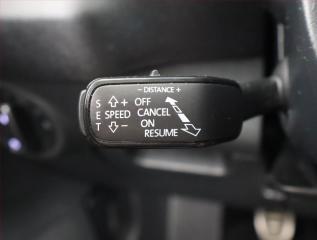 - DISTANCE +
S + OFF
E SPEED CANCEL
T - ON
RESUME